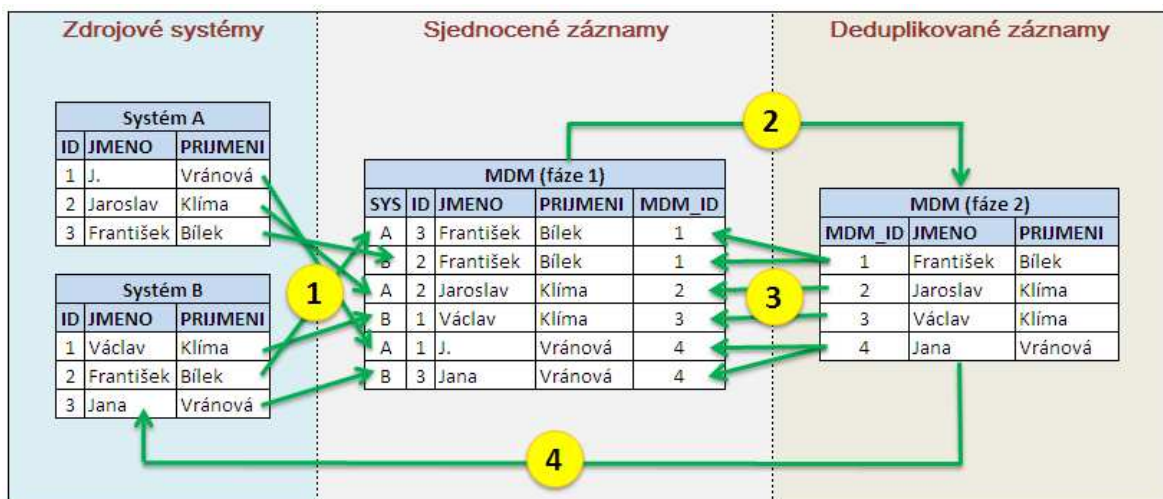 Zdrojové systémy
Sjednocené záznamy
Deduplikované záznamy
Systém A
ID JMENO PRIJMENI
1 J. Vránová
2 Jaroslav Klíma
3 František Bílek
Systém B
ID JMENO PRIJMENI
1 Václav Klíma
2 František Bílek
3 Jana Vránová
1
MDM (fáze 1)
SYS ID JMENO PRIJMENI MDM_ID
A 3 František Bílek 1
B 2 František Bílek 1
A 2 Jaroslav Klíma 2
B 1 Václav Klíma 3
A 1 J. Vránová 4
B 3 Jana Vránová 4
2
3
MDM (fáze 2)
MDM_ID JMENO PRIJMENI
1 František Bílek
2 Jaroslav Klíma
3 Václav Klíma
4 Jana Vránová
4